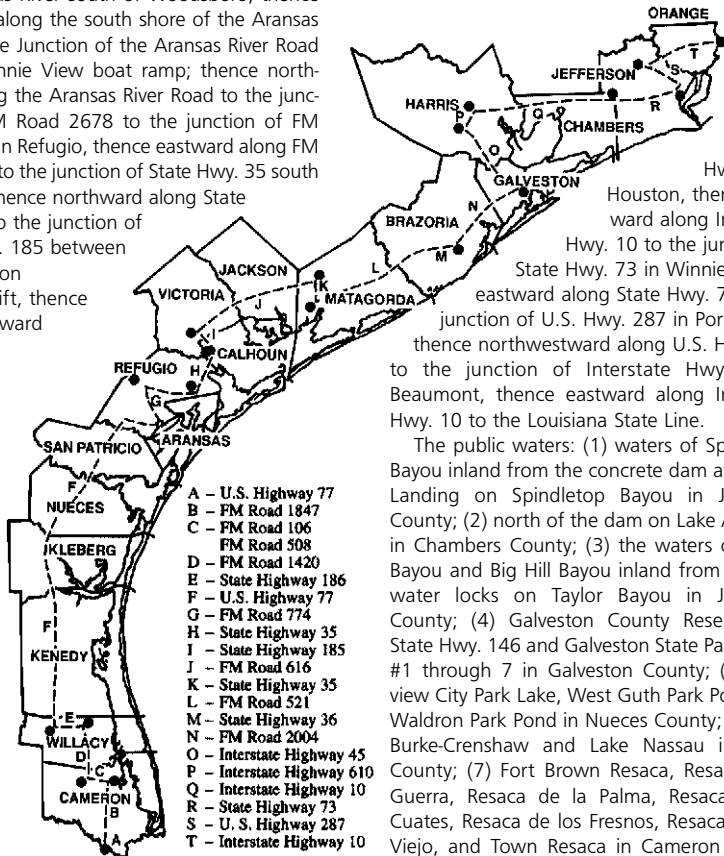 as River south of Woodsboro; thence
along the south shore of the Aransas
e Junction of the Aransas River Road
nnie View boat ramp; thence north-
g the Aransas River Road to the junc-
M Road 2678 to the junction of FM
n Refugio, thence eastward along FM
to the junction of State Hwy. 35 south
hence northward along State
o the junction of
. 185 between
on
ift, thence
ward
ORANGE
T
JEFFERSON
S
HARRIS
P
Q
R
CHAMBERS
O
GALVESTON
N
BRAZORIA
M
JACKSON
K
L
VICTORIA
J
L
MATAGORDA
I
CALHOUN
REFUGIO
H
G
ARANSAS
SAN PATRICIO
F
NUECES
KLEBERG
F
KENEDY
E
WILLACY
D
C
CAMERON
B
A
A – U.S. Highway 77
B – FM Road 1847
C – FM Road 106
FM Road 508
D – FM Road 1420
E – State Highway 186
F – U.S. Highway 77
G – FM Road 774
H – State Highway 35
I – State Highway 185
J – FM Road 616
K – State Highway 35
L – FM Road 521
M – State Highway 36
N – FM Road 2004
O – Interstate Highway 45
P – Interstate Highway 610
Q – Interstate Highway 10
R – State Highway 73
S – U. S. Highway 287
T – Interstate Highway 10
Hw
Houston, then
ward along In
Hwy. 10 to the jun
State Hwy. 73 in Winnie
eastward along State Hwy. 7
junction of U.S. Hwy. 287 in Por
thence northwestward along U.S. H
to the junction of Interstate Hwy
Beaumont, thence eastward along In
Hwy. 10 to the Louisiana State Line.
The public waters: (1) waters of Sp
Bayou inland from the concrete dam a
Landing on Spindletop Bayou in J
County; (2) north of the dam on Lake A
in Chambers County; (3) the waters o
Bayou and Big Hill Bayou inland from
water locks on Taylor Bayou in J
County; (4) Galveston County Rese
State Hwy. 146 and Galveston State Pa
#1 through 7 in Galveston County; (
view City Park Lake, West Guth Park Po
Waldron Park Pond in Nueces County;
Burke-Crenshaw and Lake Nassau i
County; (7) Fort Brown Resaca, Resa
Guerra, Resaca de la Palma, Resaca
Cuates, Resaca de los Fresnos, Resaca
Viejo, and Town Resaca in Cameron